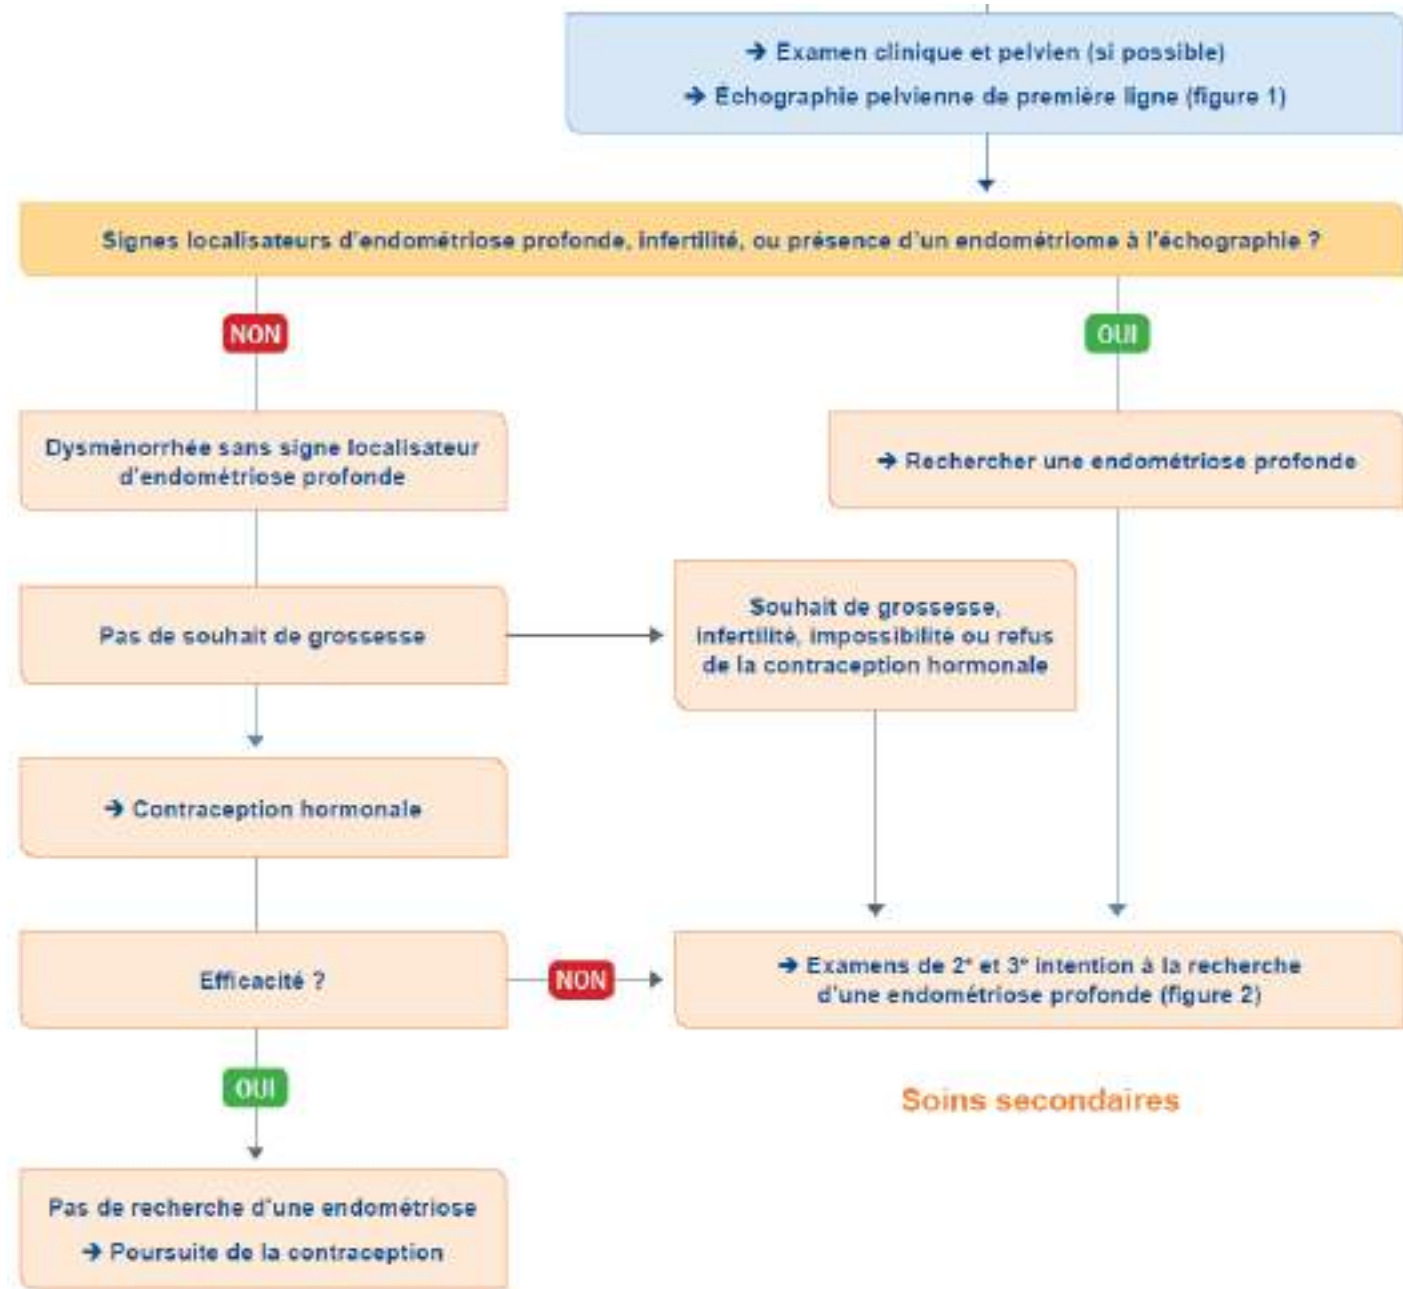 → Examen clinique et pelvien (si possible)
→ Échographie pelvienne de première ligne (figure 1)
Signes localisateurs d'endométriose profonde, infertilité, ou présence d'un endométriome à l'échographie ?
NON
OUI
Dysménorrhée sans signe localisateur
d'endométriose profonde
→ Rechercher une endométriose profonde
Pas de souhait de grossesse
Souhait de grossesse,
infertilité, impossibilité ou refus
de la contraception hormonale
→ Contraception hormonale
Efficacité ?
NON
→ Examens de 2e et 3e intention à la recherche
d'une endométriose profonde (figure 2)
OUI
Soins secondaires
Pas de recherche d'une endométriose
→ Poursuite de la contraception